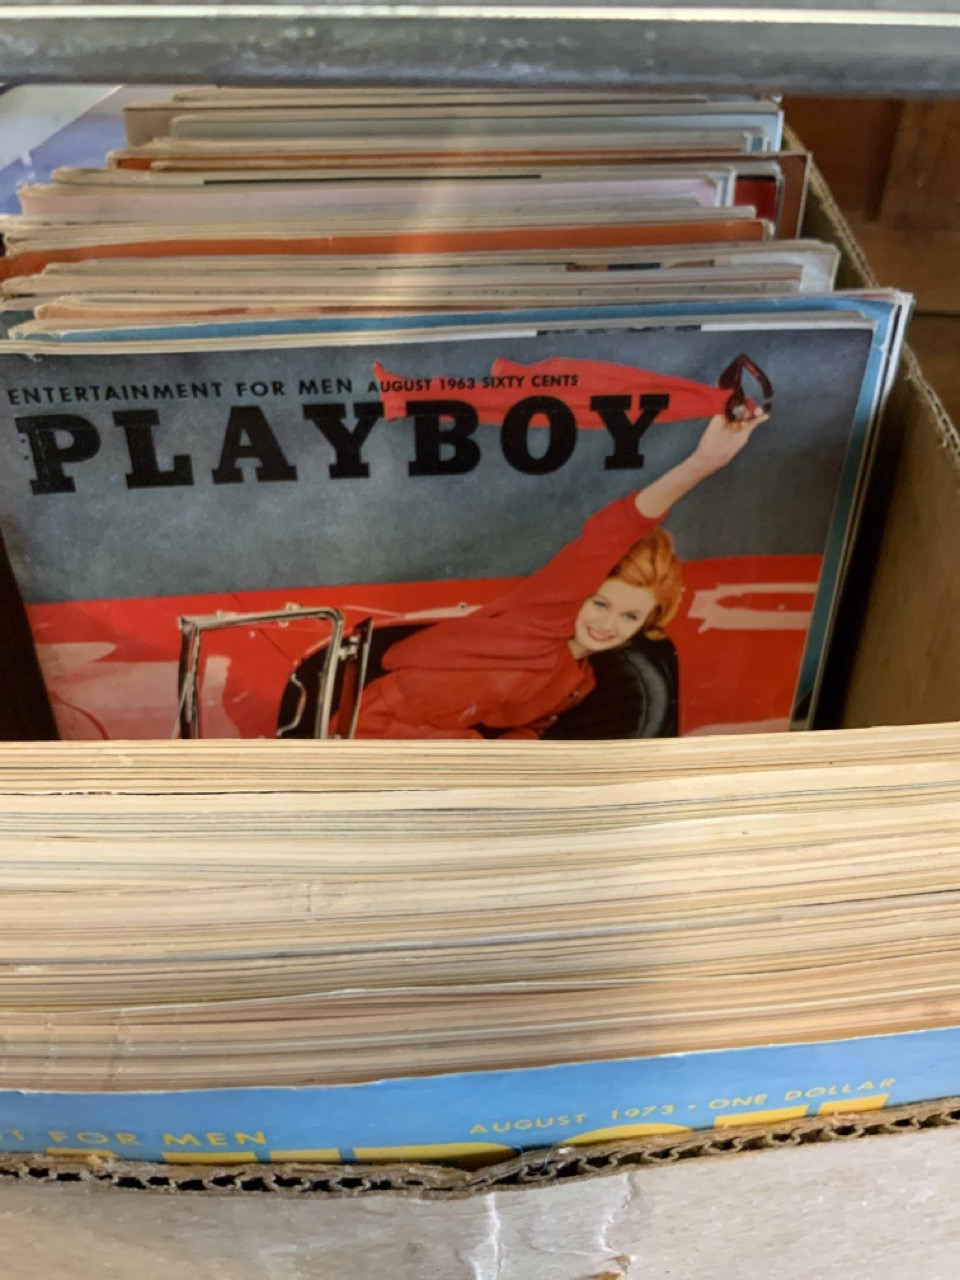 ENTERTAINMENT FOR MEN AUGUST 1963 SIXTY CENTS
PLAYBOY
FOR MEN
AUGUST 1973 • ONE DOLLAR